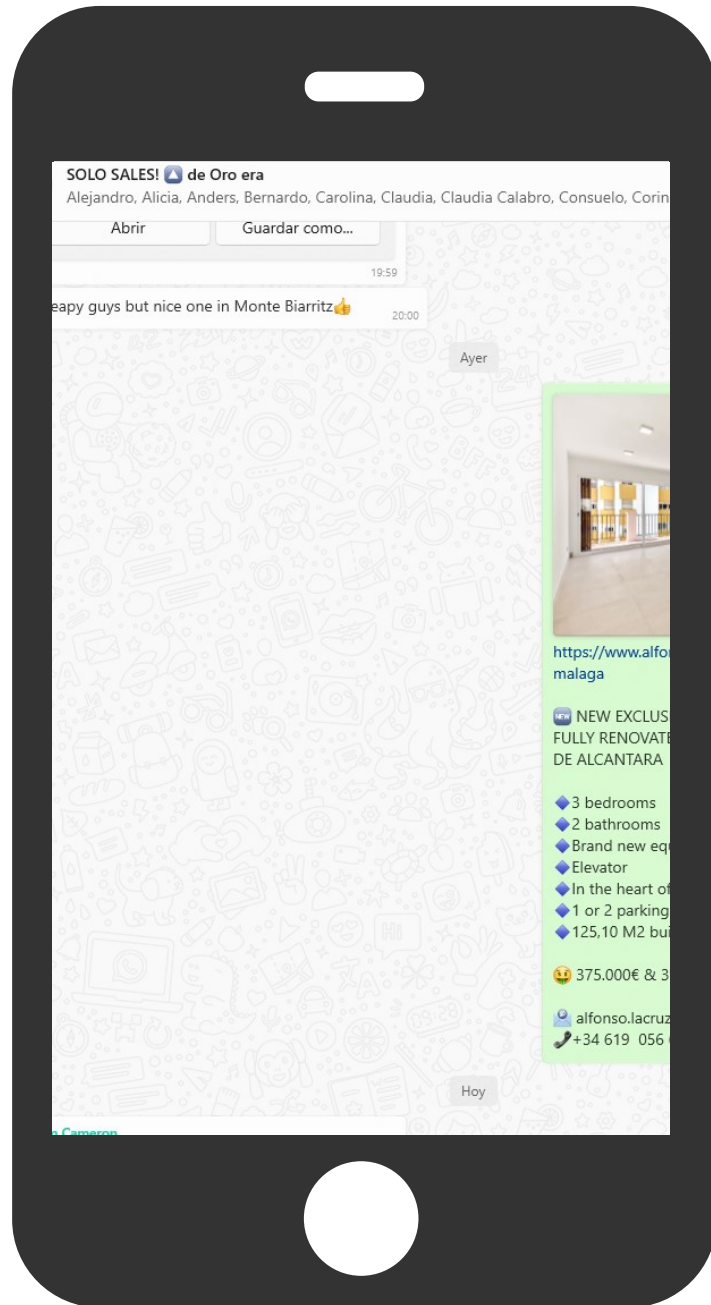 SOLO SALES! de Oro era
Alejandro, Alicia, Anders, Bernardo, Carolina, Claudia, Claudia Calabro, Consuelo, Corin
Abrir Guardar como...
19:59
eapy guys but nice one in Monte Biarritz👍
20:00
Ayer
https://www.alfo
malaga
NEW EXCLUS
FULLY RENOVATE
DE ALCANTARA
3 bedrooms
2 bathrooms
Brand new equ
Elevator
In the heart of
1 or 2 parking
125,10 M2 bui
375.000€ & 3
alfonso.lacruz
+34 619 056
Hoy
Cameron